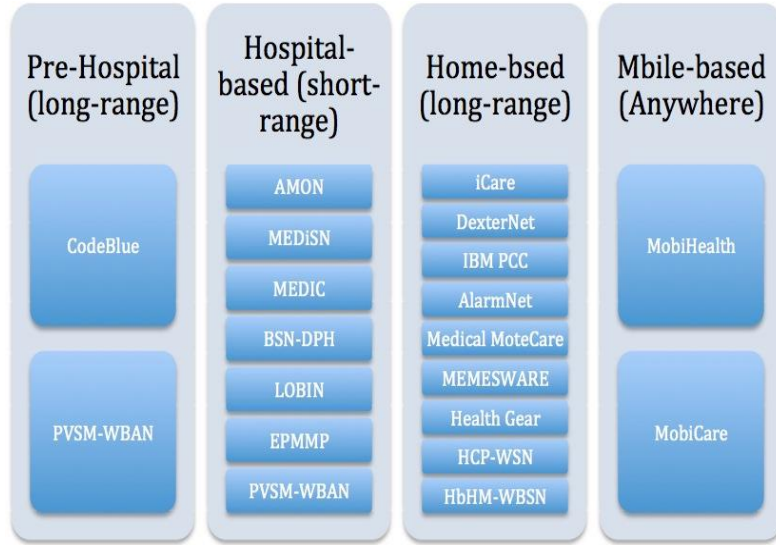 Pre-Hospital
(long-range)
CodeBlue
PVSM-WBAN
Hospital-
based (short-
range)
AMON
MEDiSN
MEDIC
BSN-DPH
LOBIN
EPMMP
PVSM-WBAN
Home-bsed
(long-range)
iCare
DexterNet
IBM PCC
AlarmNet
Medical MoteCare
MEMESWARE
Health Gear
HCP-WSN
HbHM-WBSN
Mbile-based
(Anywhere)
MobiHealth
MobiCare